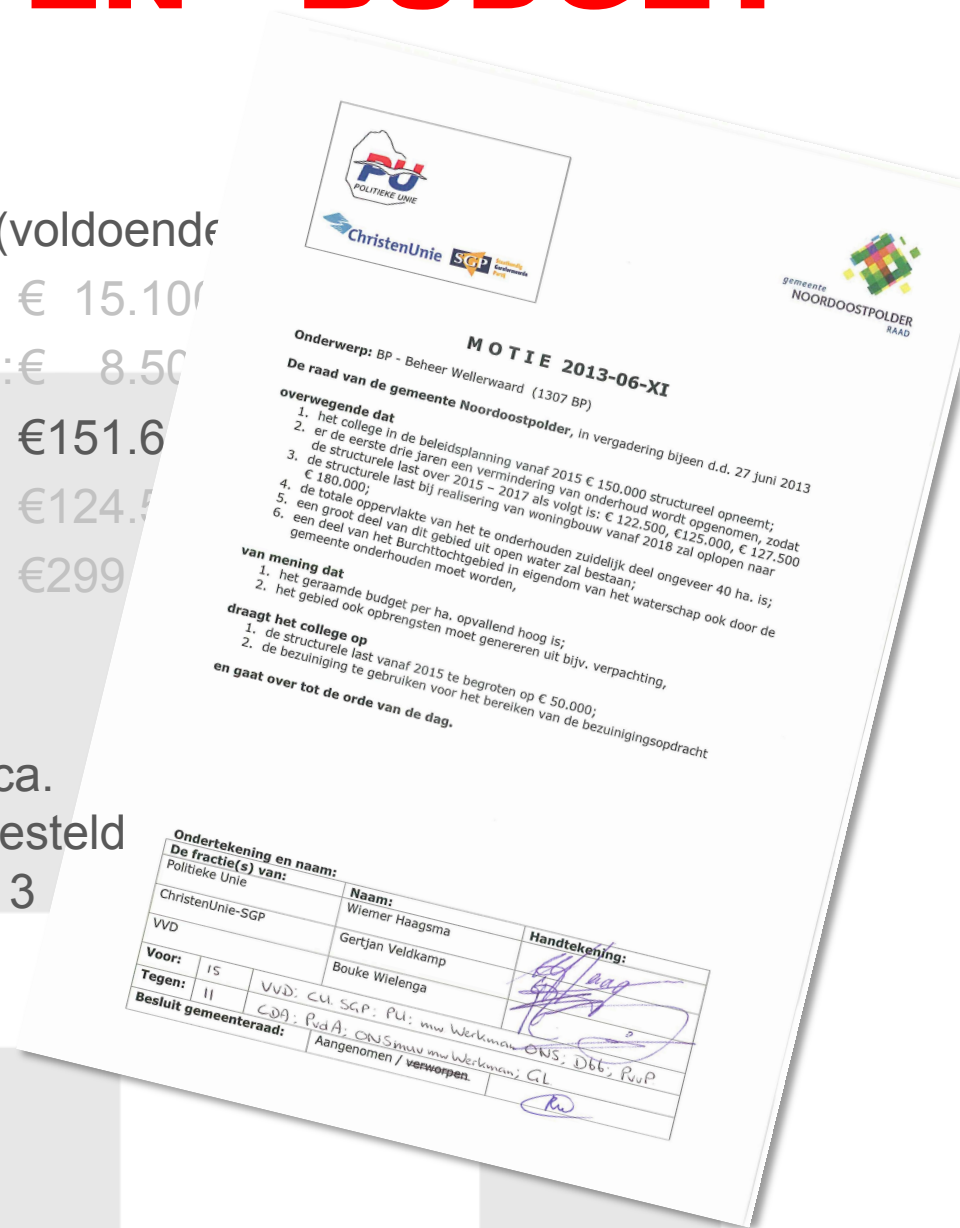 EN BUDGET
(voldoende
€ 15.100
:€ 8.50
€151.6
€124.5
€299
ca.
esteld
3
PU
POLITIEKE UNIE
ChristenUnie
SGP
Staatkundig
Gereformeerde
Partij
gemeente
NOORDOOSTPOLDER
RAAD
MOTIE 2013-06-XI
Onderwerp: BP - Beheer Wellerwaard (1307 BP)
De raad van de gemeente Noordoostpolder, in vergadering bijeen d.d. 27 juni 2013
overwegende dat
1. het college in de beleidsplanning vanaf 2015 € 150.000 structureel opneemt;
2. er de eerste drie jaren een vermindering van onderhoud wordt opgenomen, zodat
de structurele last over 2015 – 2017 als volgt is: € 122.500, €125.000, € 127.500
3. de structurele last bij realisering van woningbouw vanaf 2018 zal oplopen naar
€ 180.000;
4. de totale oppervlakte van het te onderhouden zuidelijk deel ongeveer 40 ha. is;
5. een groot deel van dit gebied uit open water zal bestaan;
6. een deel van het Burchttochtgebied in eigendom van het waterschap ook door de
gemeente onderhouden moet worden,
van mening dat
1. het geraamde budget per ha. opvallend hoog is;
2. het gebied ook opbrengsten moet genereren uit bijv. verpachting,
draagt het college op
1. de structurele last vanaf 2015 te begroten op € 50.000;
2. de bezuiniging te gebruiken voor het bereiken van de bezuinigingsopdracht
en gaat over tot de orde van de dag.
Ondertekening en naam:
De fractie(s) van: Naam: Handtekening:
Politieke Unie Wiemer Haagsma
ChristenUnie-SGP Gertjan Veldkamp
VVD Bouke Wielenga
Voor: 15 VVD; CU. SGP; PU; mw Werkman ONS; D66; PvvP
Tegen: 11 CDA; PvdA; ONS muv mw Werkman; GL
Besluit gemeenteraad: Aangenomen / verworpen.